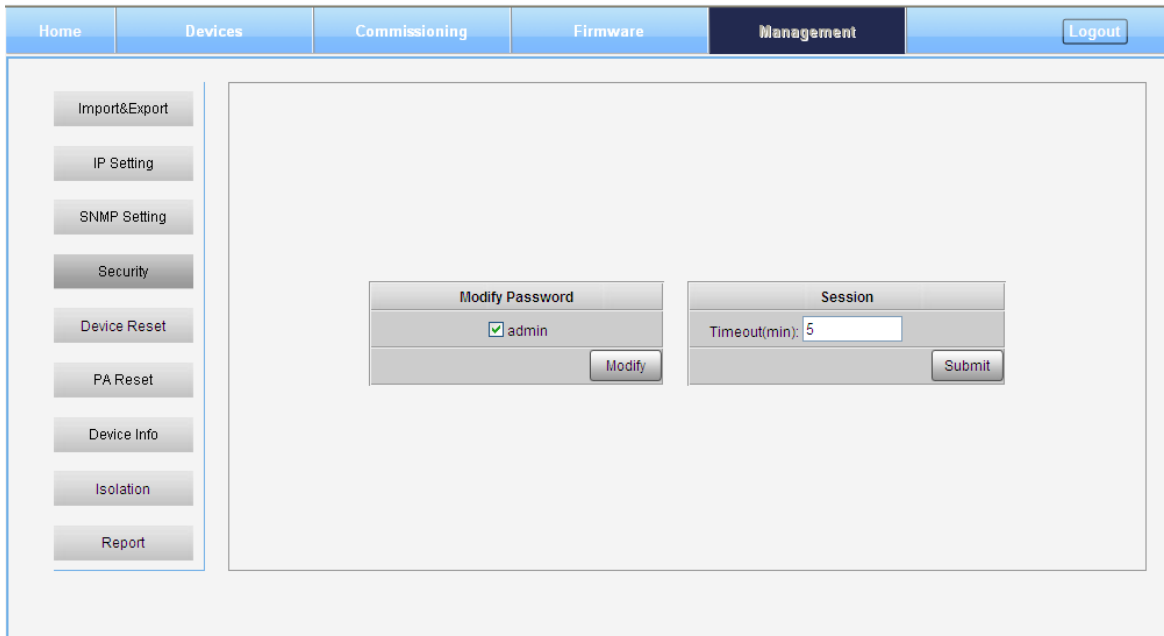 Home Devices Commissioning Firmware Management Logout
Import&Export
IP Setting
SNMP Setting
Security
Device Reset
PA Reset
Device Info
Isolation
Report
Modify Password
admin
Modify
Session
Timeout(min): 5
Submit